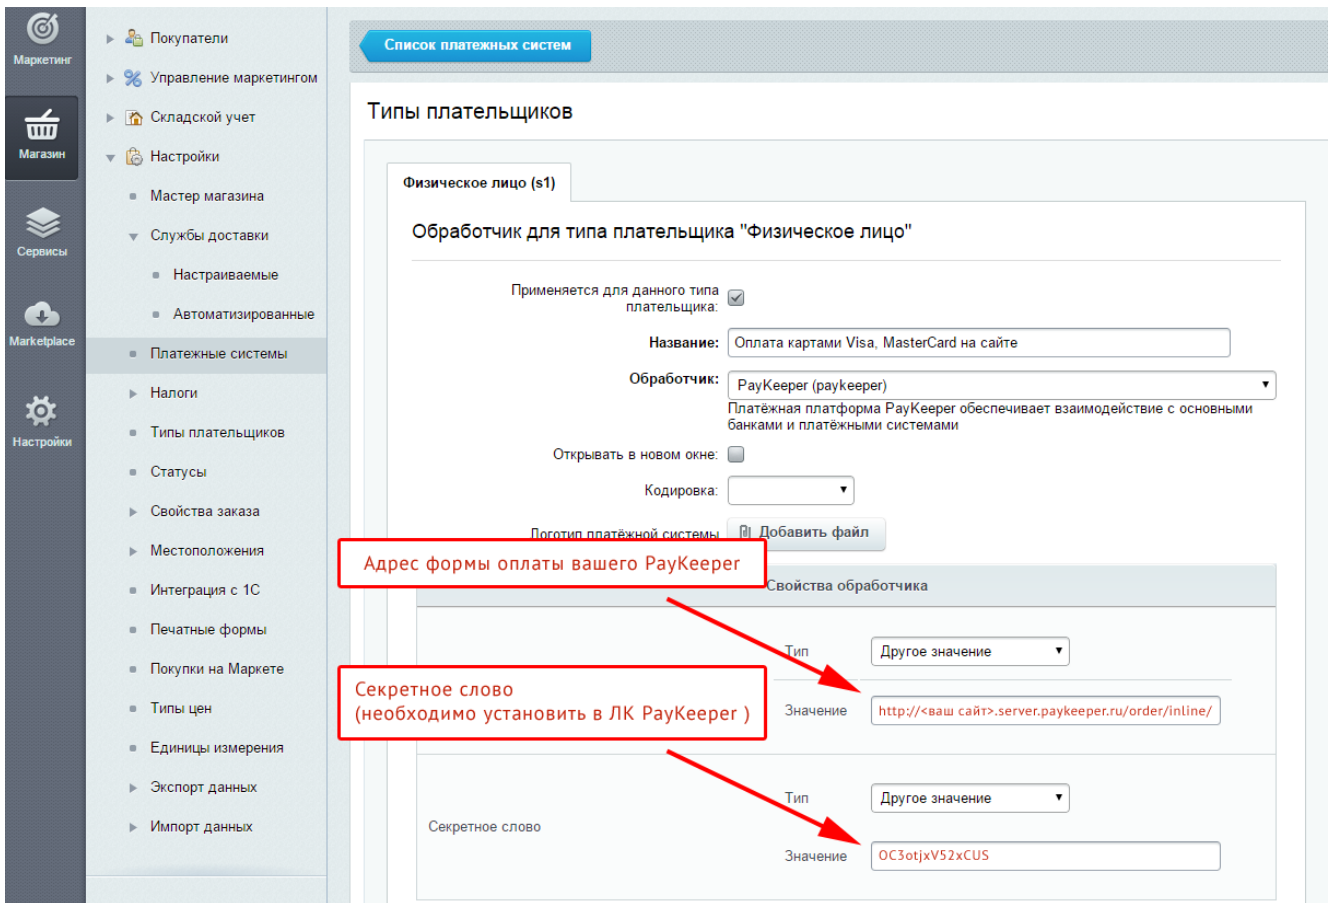 Маркетинг
Магазин
Сервисы
Marketplace
Настройки
Покупатели
Управление маркетингом
Складской учет
Настройки
Мастер магазина
Службы доставки
Настраиваемые
Автоматизированные
Платежные системы
Налоги
Типы плательщиков
Статусы
Свойства заказа
Местоположения
Интеграция с 1С
Печатные формы
Покупки на Маркете
Типы цен
Единицы измерения
Экспорт данных
Импорт данных
Список платежных систем
Типы плательщиков
Физическое лицо (s1)
Обработчик для типа плательщика "Физическое лицо"
Применяется для данного типа
плательщика:
Название: Оплата картами Visa, MasterCard на сайте
Обработчик: PayKeeper (paykeeper)
Платёжная платформа PayKeeper обеспечивает взаимодействие с основными
банками и платёжными системами
Открывать в новом окне:
Кодировка:
Логотип платёжной системы Добавить файл
Адрес формы оплаты вашего PayKeeper
Свойства обработчика
Тип Другое значение
Значение http://<ваш сайт>.server.paykeeper.ru/order/inline/
Секретное слово
(необходимо установить в ЛК PayKeeper )
Тип Другое значение
Секретное слово
Значение OC3otjxV52xCUS